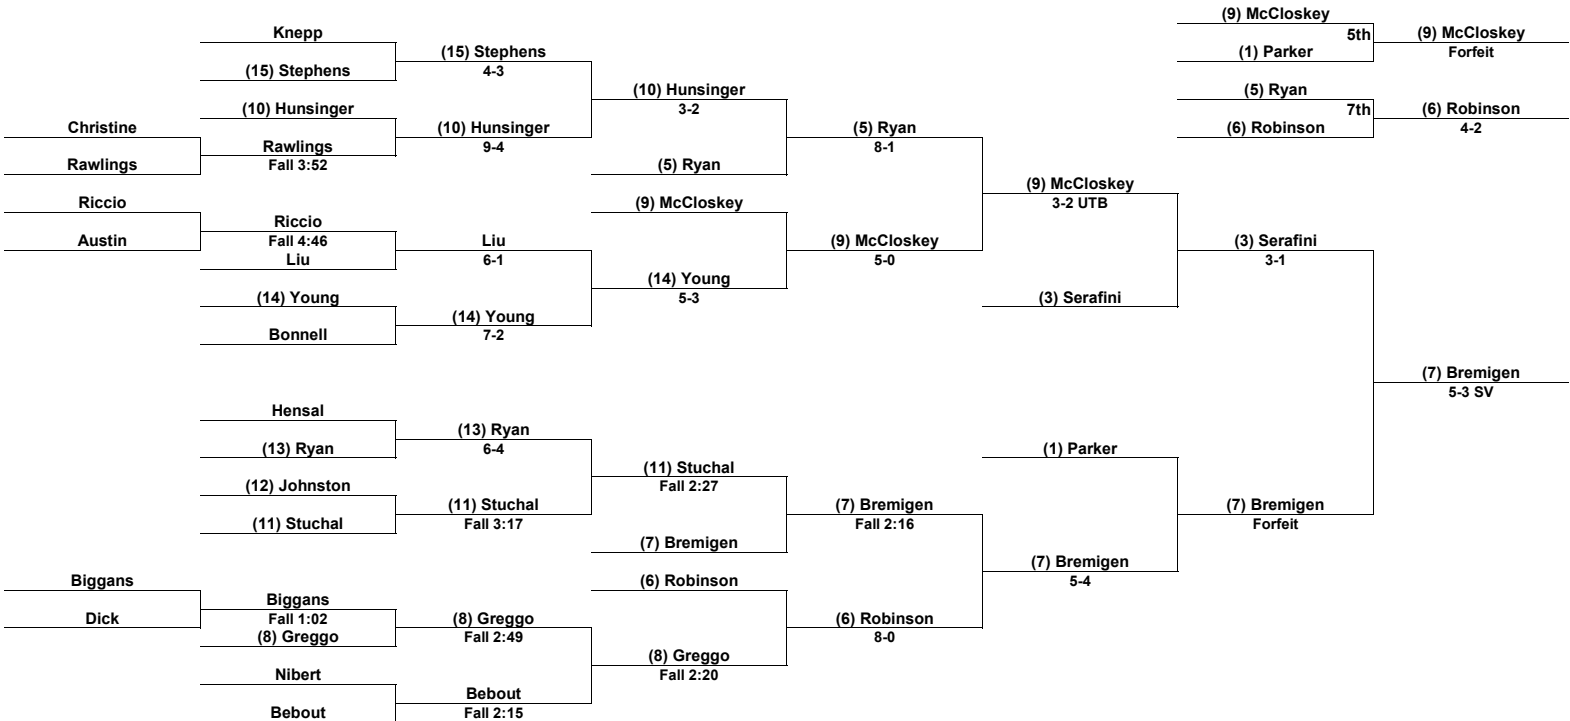 (9) McCloskey
5th
(1) Parker
(9) McCloskey
Forfeit
(5) Ryan
7th
(6) Robinson
(6) Robinson
4-2
Christine
Rawlings
Riccio
Austin
Biggans
Dick
Knepp
(15) Stephens
(10) Hunsinger
Rawlings
Fall 3:52
Riccio
Fall 4:46
Liu
(14) Young
Bonnell
Hensal
(13) Ryan
(12) Johnston
(11) Stuchal
Biggans
Fall 1:02
(8) Greggo
Nibert
Bebout
(15) Stephens
4-3
(10) Hunsinger
9-4
Liu
6-1
(14) Young
7-2
(13) Ryan
6-4
(11) Stuchal
Fall 3:17
(8) Greggo
Fall 2:49
Bebout
Fall 2:15
(10) Hunsinger
3-2
(5) Ryan
(9) McCloskey
(14) Young
5-3
(11) Stuchal
Fall 2:27
(7) Bremigen
(6) Robinson
(8) Greggo
Fall 2:20
(5) Ryan
8-1
(9) McCloskey
5-0
(7) Bremigen
Fall 2:16
(6) Robinson
8-0
(9) McCloskey
3-2 UTB
(3) Serafini
(1) Parker
(7) Bremigen
5-4
(3) Serafini
3-1
(7) Bremigen
Forfeit
(7) Bremigen
5-3 SV